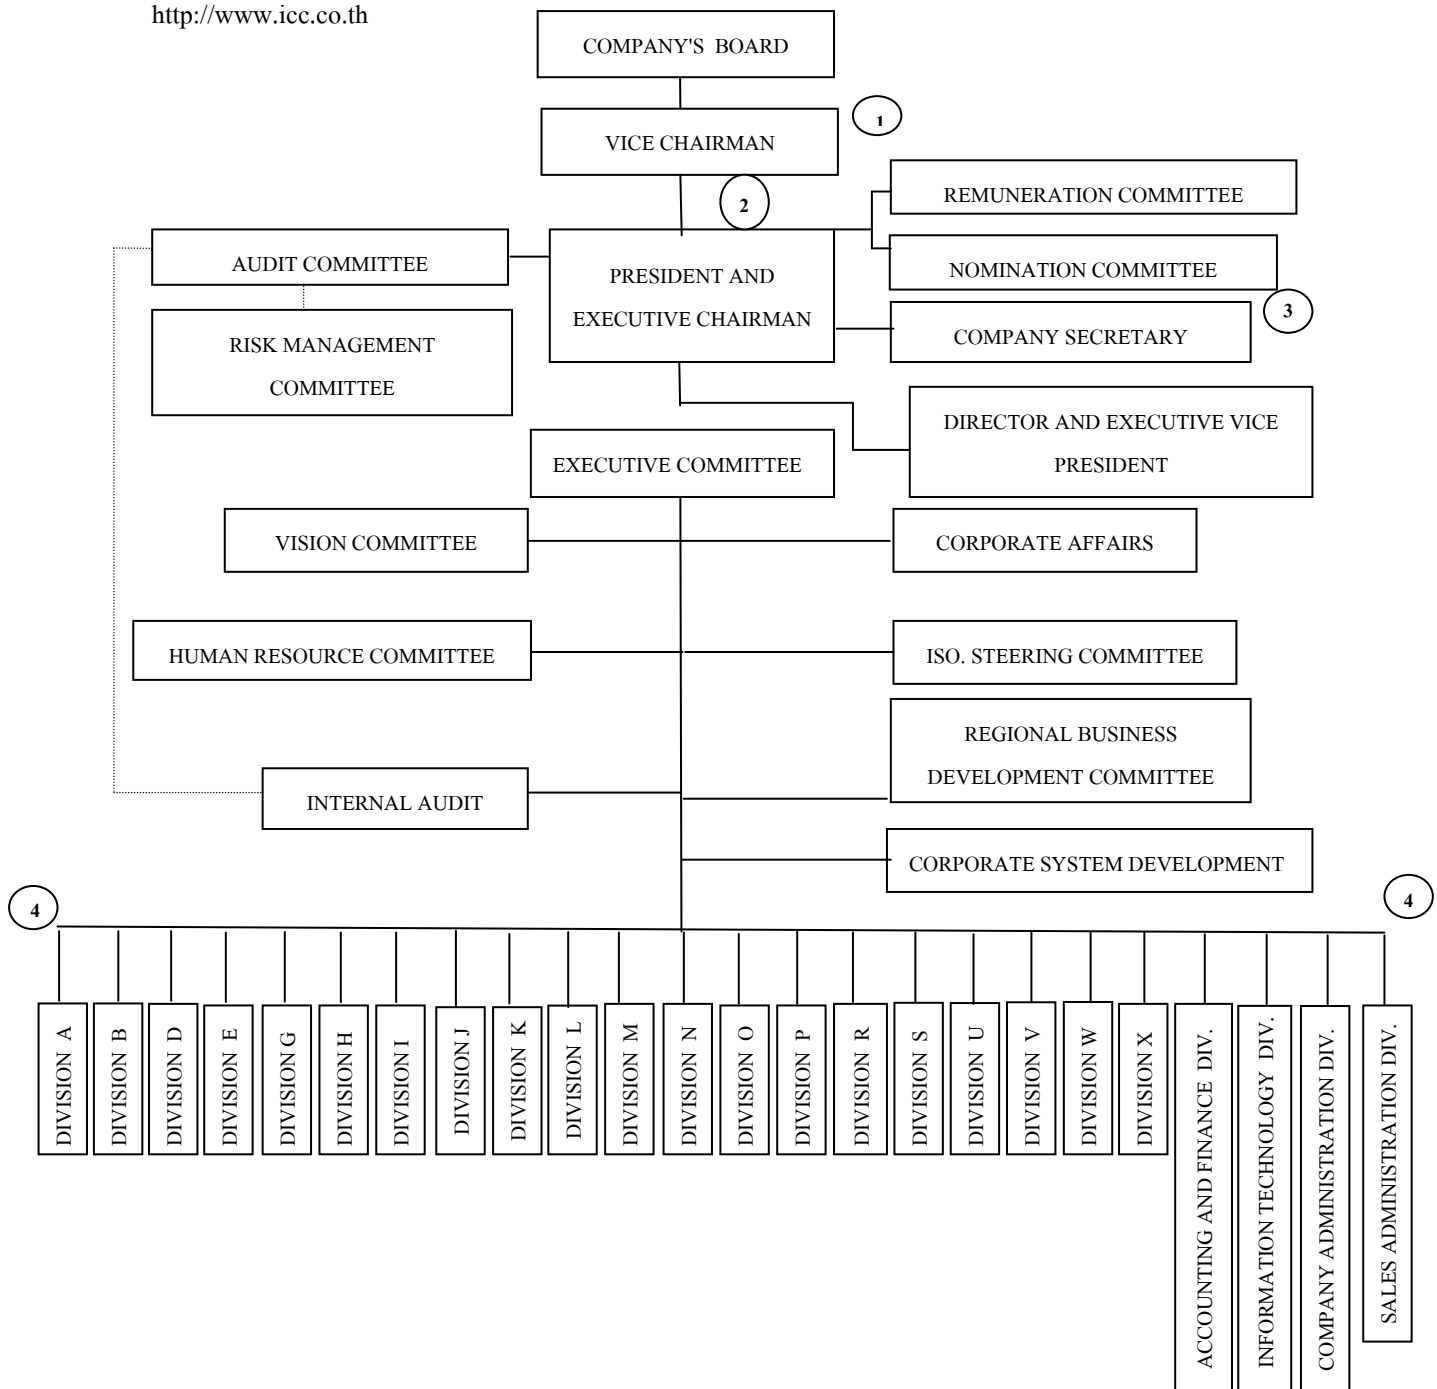 http://www.icc.co.th
COMPANY'S BOARD
1
VICE CHAIRMAN
2
REMUNERATION COMMITTEE
AUDIT COMMITTEE
PRESIDENT AND
EXECUTIVE CHAIRMAN
NOMINATION COMMITTEE
3
COMPANY SECRETARY
RISK MANAGEMENT
COMMITTEE
DIRECTOR AND EXECUTIVE VICE
PRESIDENT
EXECUTIVE COMMITTEE
VISION COMMITTEE
CORPORATE AFFAIRS
HUMAN RESOURCE COMMITTEE
ISO. STEERING COMMITTEE
REGIONAL BUSINESS
DEVELOPMENT COMMITTEE
INTERNAL AUDIT
CORPORATE SYSTEM DEVELOPMENT
4
4
DIVISION A
DIVISION B
DIVISION D
DIVISION E
DIVISION G
DIVISION H
DIVISION I
DIVISION J
DIVISION K
DIVISION L
DIVISION M
DIVISION N
DIVISION O
DIVISION P
DIVISION R
DIVISION S
DIVISION U
DIVISION V
DIVISION W
DIVISION X
ACCOUNTING AND FINANCE DIV.
INFORMATION TECHNOLOGY DIV.
COMPANY ADMINISTRATION DIV.
SALES ADMINISTRATION DIV.